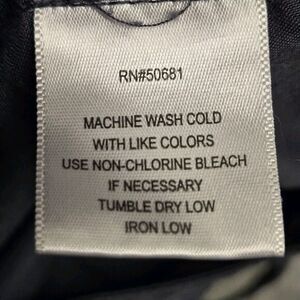 RN#50681
MACHINE WASH COLD
WITH LIKE COLORS
USE NON-CHLORINE BLEACH
IF NECESSARY
TUMBLE DRY LOW
IRON LOW